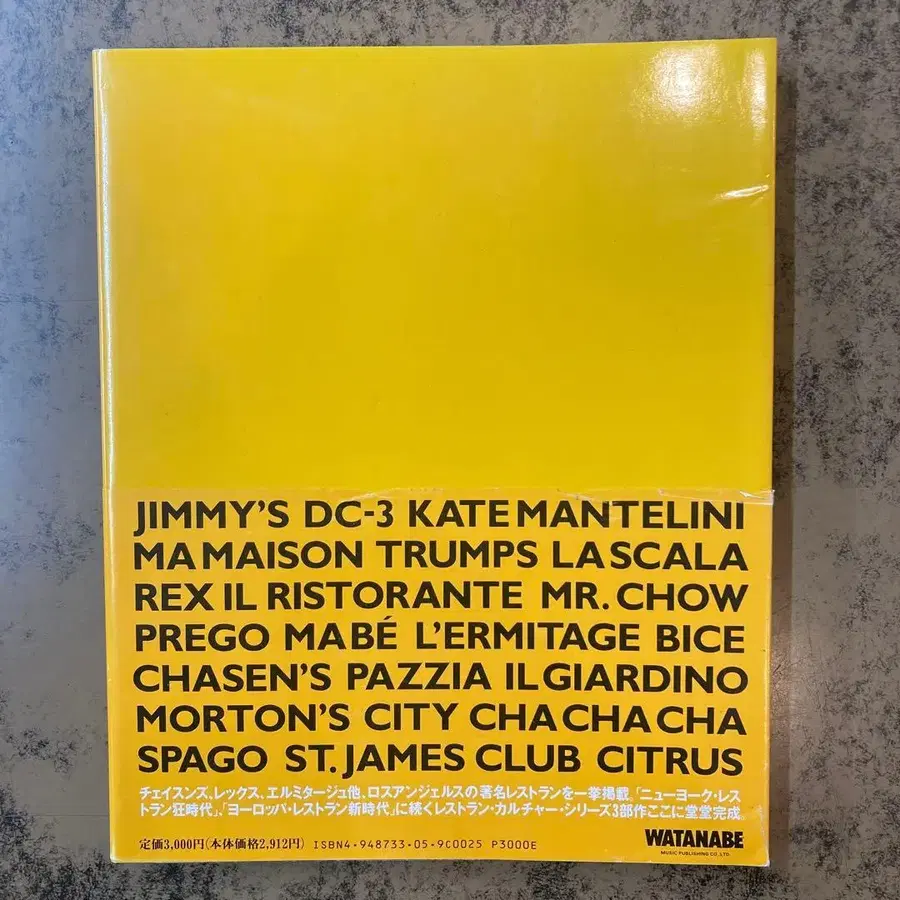 JIMMY'S DC-3 KATE MANTELINI
MA MAISON TRUMPS LA SCALA
REX IL RISTORANTE MR. CHOW
PREGO MABÉ L'ERMITAGE BICE
CHASEN'S PAZZIA IL GIARDINO
MORTON'S CITY CHA CHA CHA
SPAGO ST. JAMES CLUB CITRUS
チェイスンズ、レックス、エルミタージュ他、ロスアンジェルスの著名レストランを一挙掲載。「ニューヨーク・レス
トラン狂時代」、「ヨーロッパ・レストラン新時代」に続くレストラン・カルチャー・シリーズ3部作ここに堂堂完成。
定価3,000円(本体価格2,912円) ISBN4-948733-05-9C0025 P3000E
WATANABE
MUSIC PUBLISHING CO., LTD.